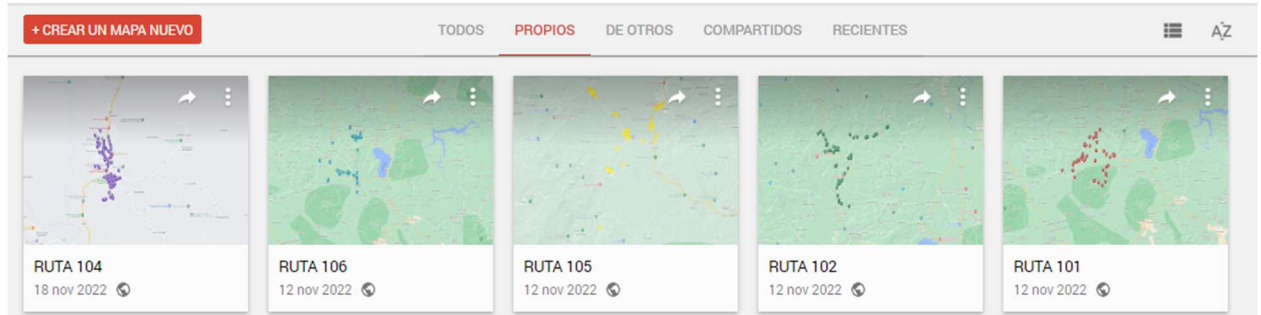 + CREAR UN MAPA NUEVO
TODOS PROPIOS DE OTROS COMPARTIDOS RECIENTES
AZ
RUTA 104
18 nov 2022
RUTA 106
12 nov 2022
RUTA 105
12 nov 2022
RUTA 102
12 nov 2022
RUTA 101
12 nov 2022